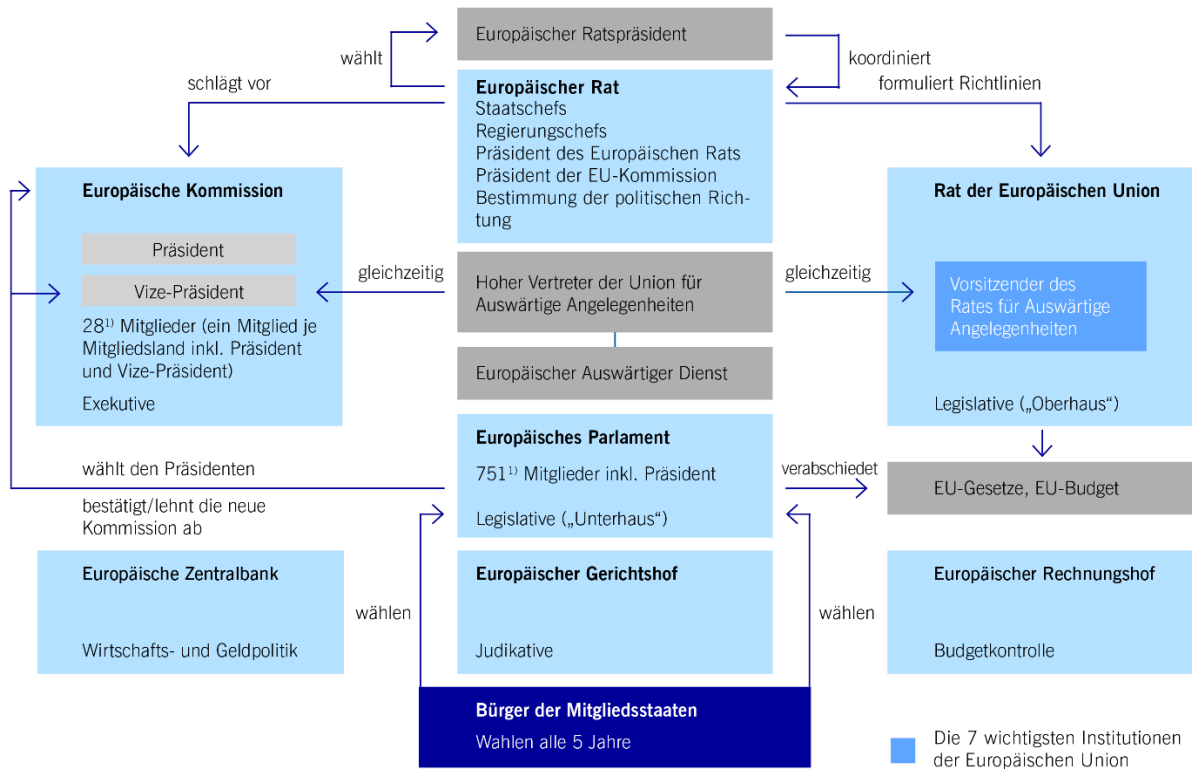 Europäischer Ratspräsident
wählt
koordiniert
schlägt vor
formuliert Richtlinien
Europäischer Rat
Staatschefs
Regierungschefs
Präsident des Europäischen Rats
Präsident der EU-Kommission
Bestimmung der politischen Rich-
tung
Europäische Kommission
Präsident
Vize-Präsident
28¹⁾ Mitglieder (ein Mitglied je
Mitgliedsland inkl. Präsident
und Vize-Präsident)
Exekutive
gleichzeitig
Hoher Vertreter der Union für
Auswärtige Angelegenheiten
gleichzeitig
Europäischer Auswärtiger Dienst
Rat der Europäischen Union
Vorsitzender des
Rates für Auswärtige
Angelegenheiten
Legislative („Oberhaus“)
wählt den Präsidenten
bestätigt/lehnt die neue
Kommission ab
Europäisches Parlament
751¹⁾ Mitglieder inkl. Präsident
Legislative („Unterhaus“)
verabschiedet
EU-Gesetze, EU-Budget
Europäische Zentralbank
Wirtschafts- und Geldpolitik
wählen
Europäischer Gerichtshof
Judikative
wählen
Europäischer Rechnungshof
Budgetkontrolle
Bürger der Mitgliedsstaaten
Wahlen alle 5 Jahre
Die 7 wichtigsten Institutionen
der Europäischen Union